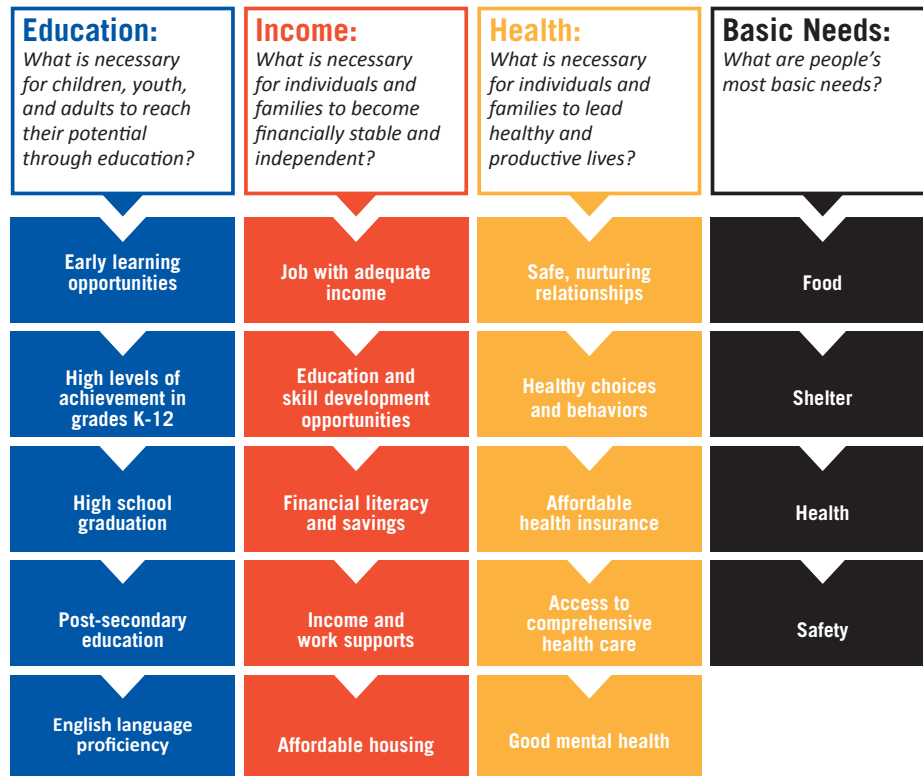 Education:
What is necessary
for children, youth,
and adults to reach
their potential
through education?
Early learning
opportunities
High levels of
achievement in
grades K-12
High school
graduation
Post-secondary
education
English language
proficiency
Income:
What is necessary
for individuals and
families to become
financially stable and
independent?
Job with adequate
income
Education and
skill development
opportunities
Financial literacy
and savings
Income and
work supports
Affordable housing
Health:
What is necessary
for individuals and
families to lead
healthy and
productive lives?
Safe, nurturing
relationships
Healthy choices
and behaviors
Affordable
health insurance
Access to
comprehensive
health care
Good mental health
Basic Needs:
What are people's
most basic needs?
Food
Shelter
Health
Safety